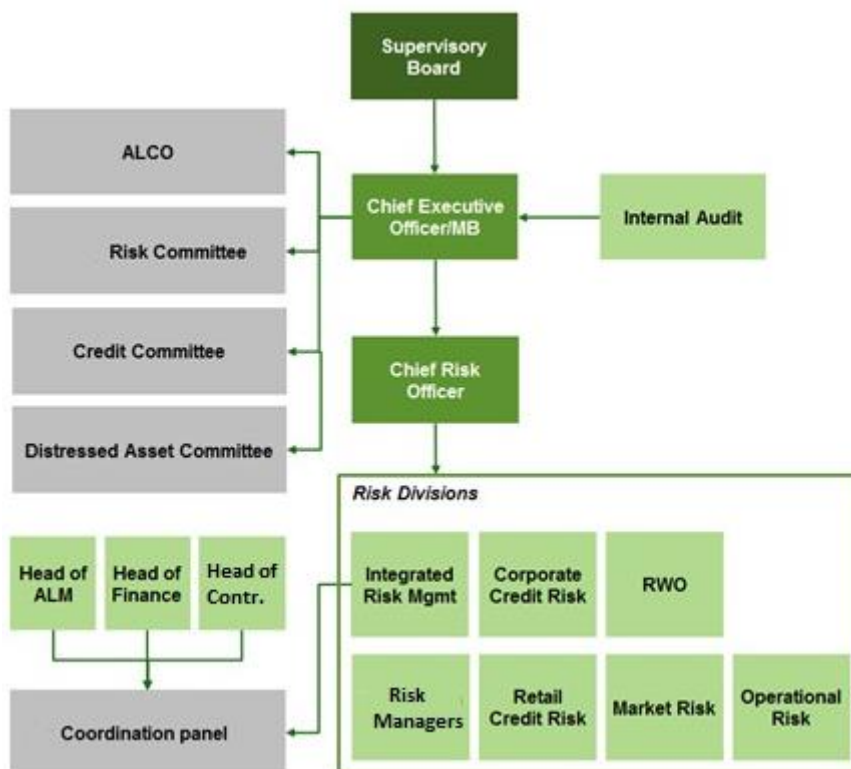 Supervisory
Board
ALCO
Chief Executive
Officer/MB
Internal Audit
Risk Committee
Credit Committee
Chief Risk
Officer
Distressed Asset Committee
Risk Divisions
Head of
ALM
Head of
Finance
Head of
Contr.
Integrated
Risk Mgmt
Corporate
Credit Risk
RWO
Risk
Managers
Retail
Credit Risk
Market Risk
Operational
Risk
Coordination panel